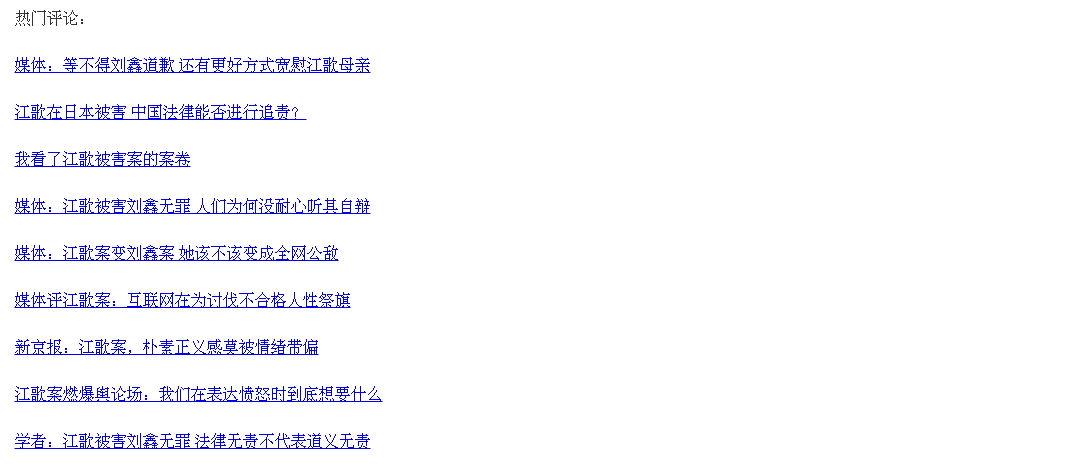 热门评论：
媒体：等不得刘鑫道歉 还有更好方式宽慰江歌母亲
江歌在日本被害 中国法律能否进行追责？
我看了江歌被害案的案卷
媒体：江歌被害刘鑫无罪 人们为何没耐心听其自辩
媒体：江歌案变刘鑫案 她该不该变成全网公敌
媒体评江歌案：互联网在为讨伐不合格人性祭旗
新京报：江歌案，朴素正义感莫被情绪带偏
江歌案燃爆舆论场：我们在表达愤怒时到底想要什么
学者：江歌被害刘鑫无罪 法律无责不代表道义无责